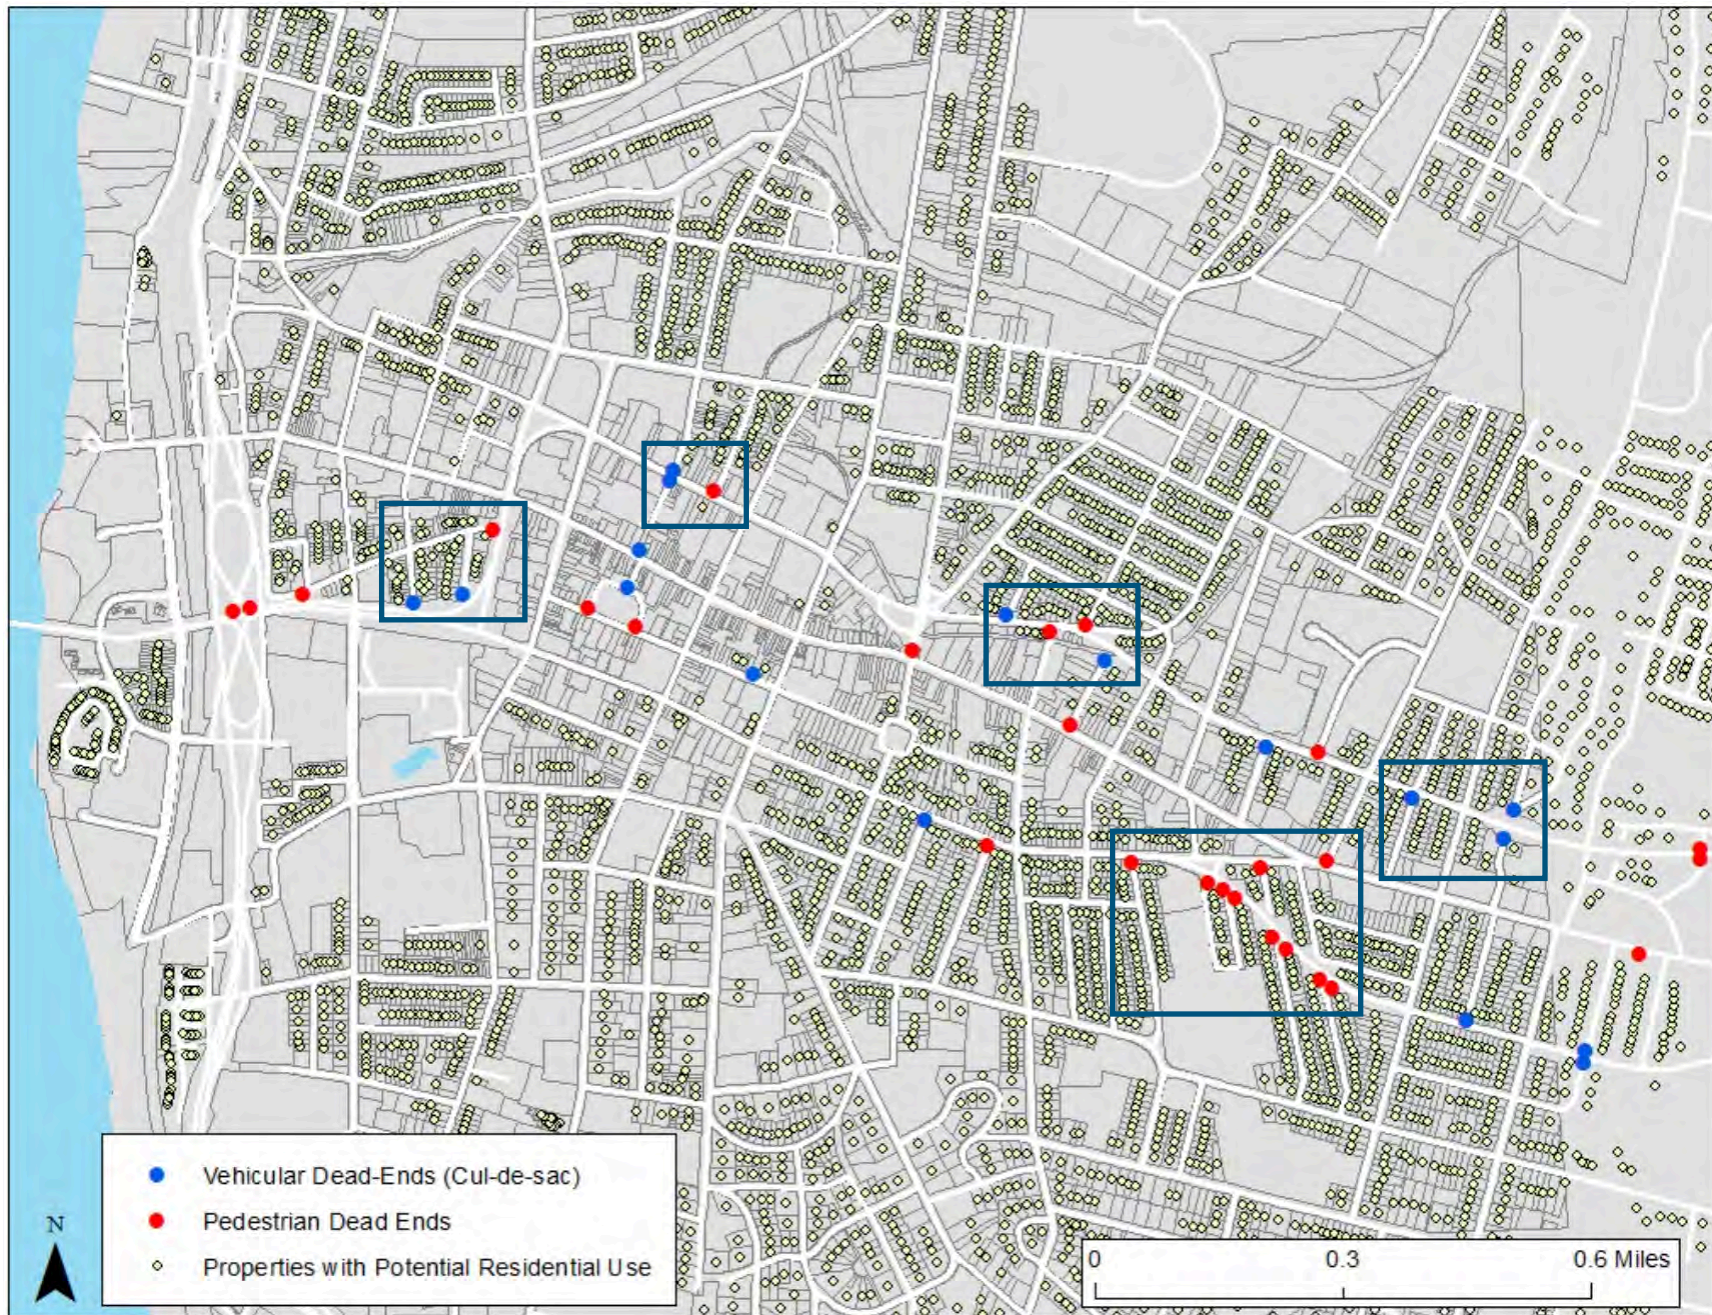 Vehicular Dead-Ends (Cul-de-sac)
Pedestrian Dead Ends
Properties with Potential Residential Use
N
0 0.3 0.6 Miles